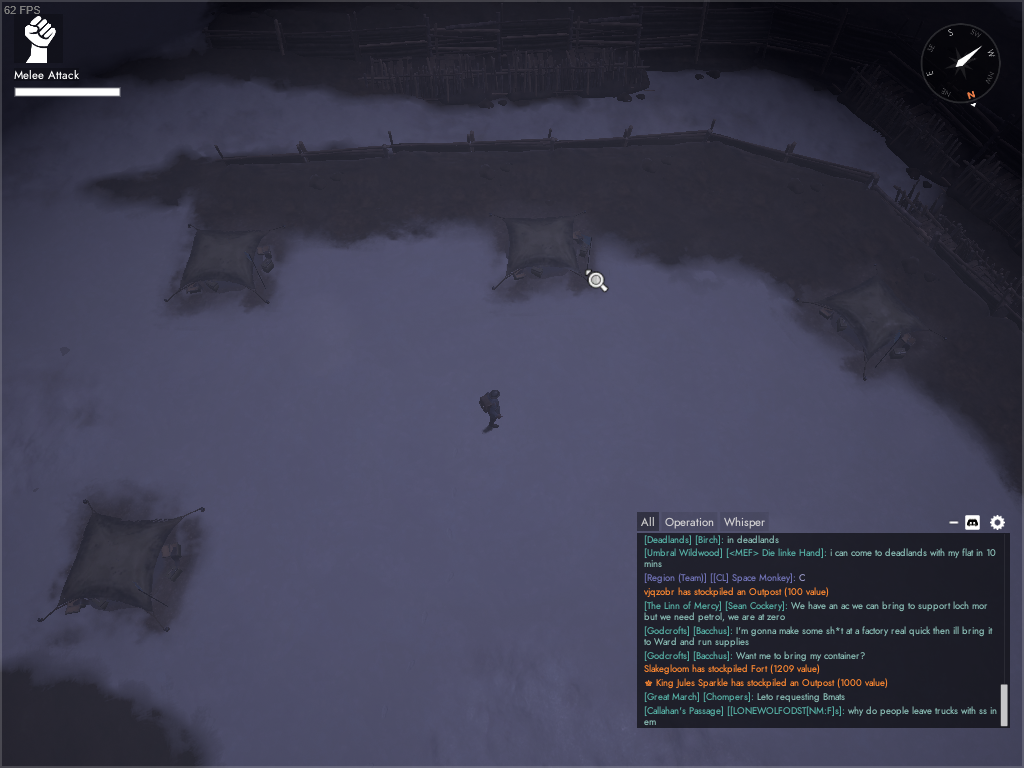 62 FPS
Melee Attack
S
SW
W
NW
N
NE
E
SE
All Operation Whisper
[Deadlands] [Birch]: in deadlands
[Umbral Wildwood] [<MEF> Die linke Hand]: i can come to deadlands with my flat in 10
mins
[Region (Team)] [[CL] Space Monkey]: C
vjqzobr has stockpiled an Outpost (100 value)
[The Linn of Mercy] [Sean Cockery]: We have an ac we can bring to support loch mor
but we need petrol, we are at zero
[Godcrofts] [Bacchus]: I'm gonna make some sh*t at a factory real quick then ill bring it
to Ward and run supplies
[Godcrofts] [Bacchus]: Want me to bring my container?
Slakegloom has stockpiled Fort (1209 value)
King Jules Sparkle has stockpiled an Outpost (1000 value)
[Great March] [Chompers]: Leto requesting Bmats
[Callahan's Passage] [[LONEWOLFODST[NM:F]s]: why do people leave trucks with ss in
em